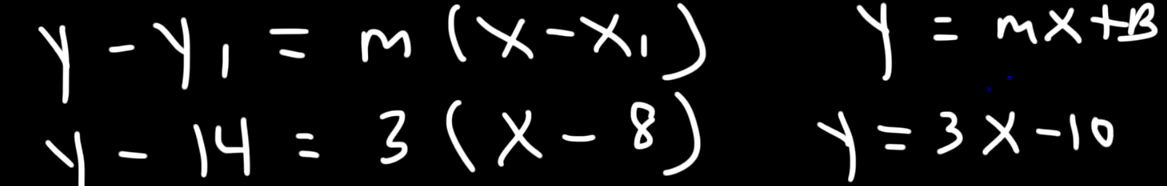 y - y₁ = m(x - x₁) y = mx + B
y - 14 = 3(x - 8) y = 3x - 10